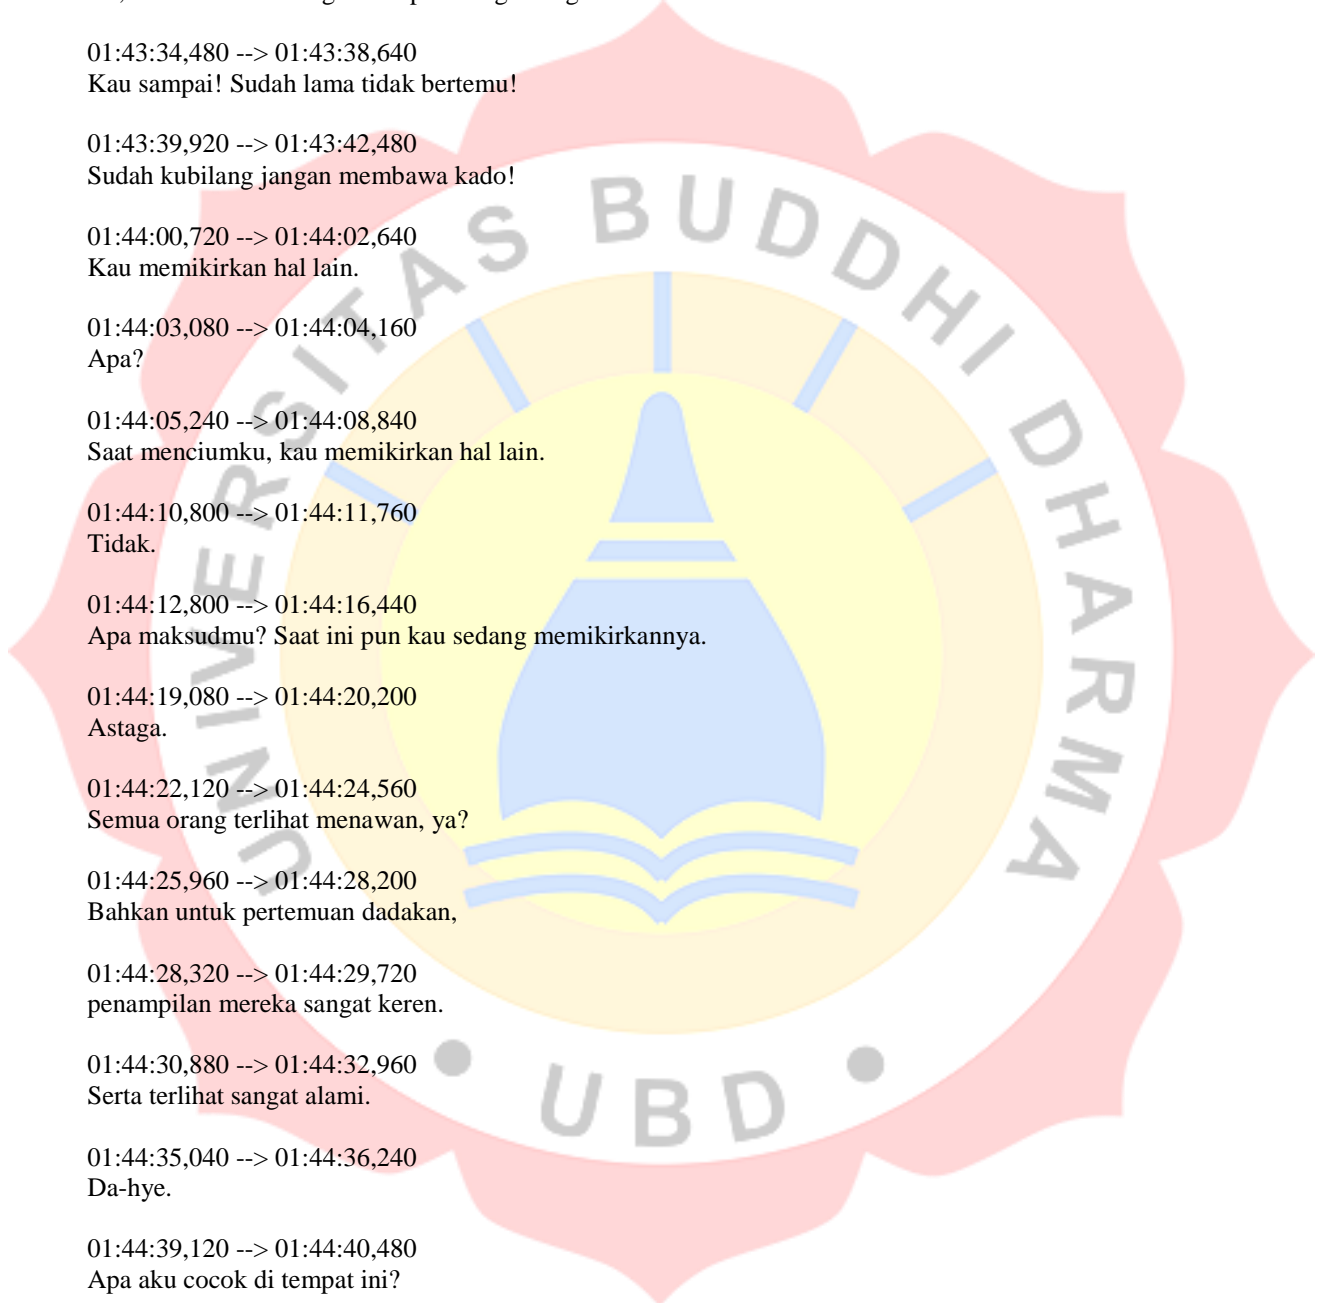 01:43:34,480 --> 01:43:38,640
Kau sampai! Sudah lama tidak bertemu!
01:43:39,920 --> 01:43:42,480
Sudah kubilang jangan membawa kado!
01:44:00,720 --> 01:44:02,640
Kau memikirkan hal lain.
01:44:03,080 --> 01:44:04,160
Apa?
01:44:05,240 --> 01:44:08,840
Saat menciumku, kau memikirkan hal lain.
01:44:10,800 --> 01:44:11,760
Tidak.
01:44:12,800 --> 01:44:16,440
Apa maksudmu? Saat ini pun kau sedang memikirkannya.
01:44:19,080 --> 01:44:20,200
Astaga.
01:44:22,120 --> 01:44:24,560
Semua orang terlihat menawan, ya?
01:44:25,960 --> 01:44:28,200
Bahkan untuk pertemuan dadakan,
01:44:28,320 --> 01:44:29,720
penampilan mereka sangat keren.
01:44:30,880 --> 01:44:32,960
Serta terlihat sangat alami.
01:44:35,040 --> 01:44:36,240
Da-hye.
01:44:39,120 --> 01:44:40,480
Apa aku cocok di tempat ini?
UNIVERSITAS BUDDHI DHARMA
UBD